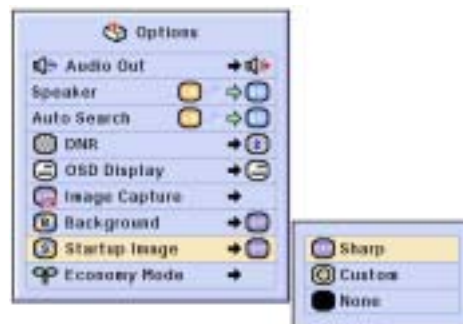 Options
Audio Out
Speaker
Auto Search
DNR
OSD Display
Image Capture
Background
Startup Image
Economy Mode
Sharp
Custom
None